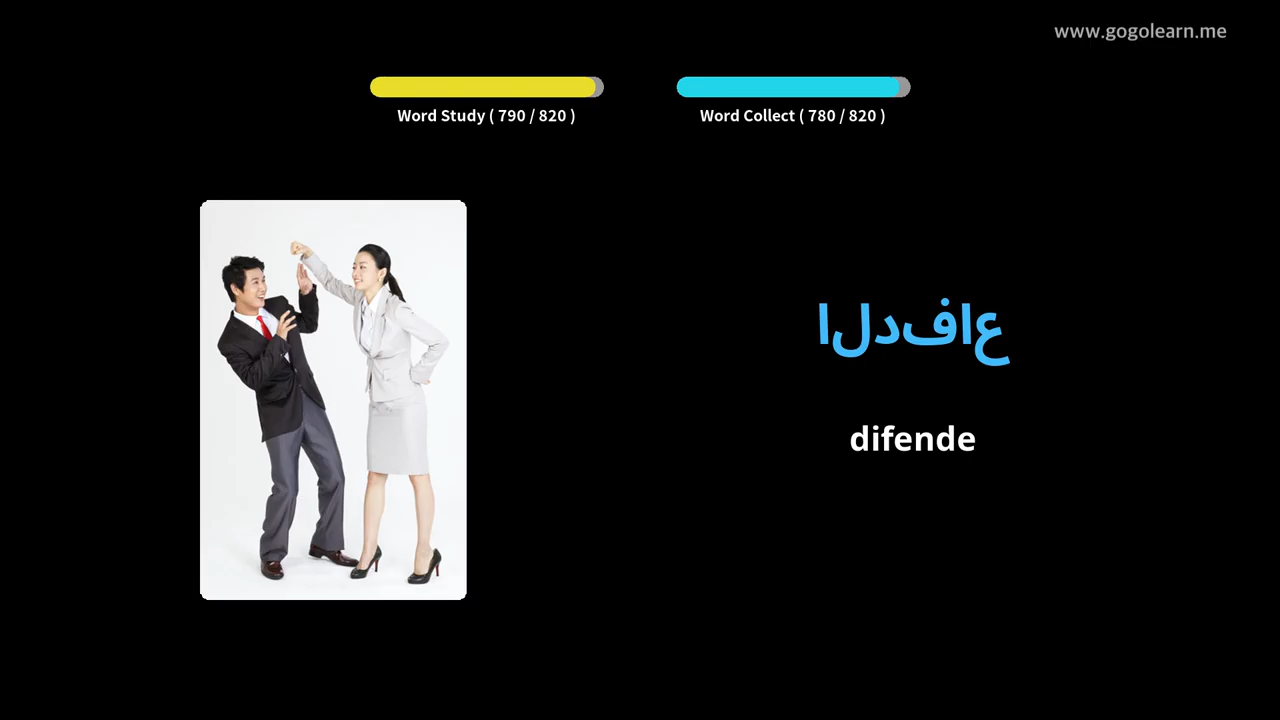 www.gogolearn.me
Word Study ( 790 / 820 )
Word Collect ( 780 / 820 )
الدفاع
difende